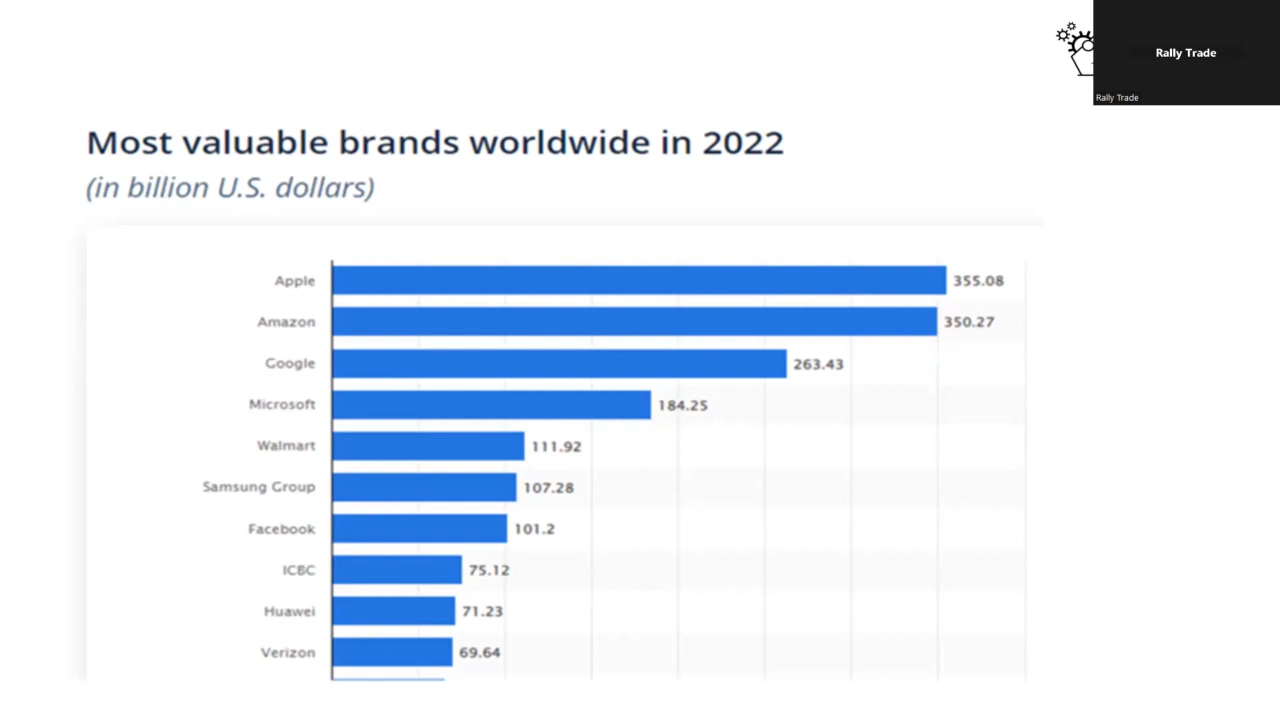 Rally Trade
Rally Trade
Most valuable brands worldwide in 2022
(in billion U.S. dollars)
Apple 355.08
Amazon 350.27
Google 263.43
Microsoft 184.25
Walmart 111.92
Samsung Group 107.28
Facebook 101.2
ICBC 75.12
Huawei 71.23
Verizon 69.64